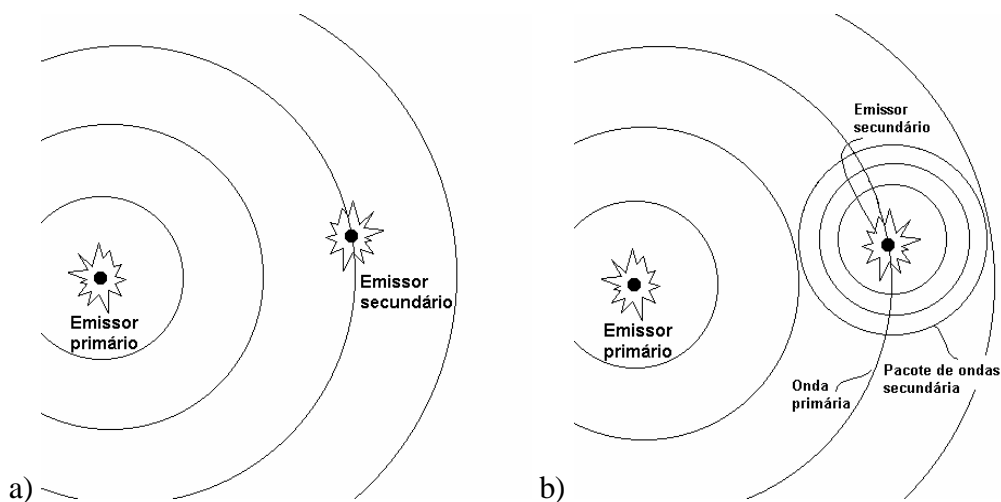 Emissor
primário
Emissor
secundário
a)
Emissor
secundário
Emissor
primário
Onda
primária
Pacote de ondas
secundária
b)